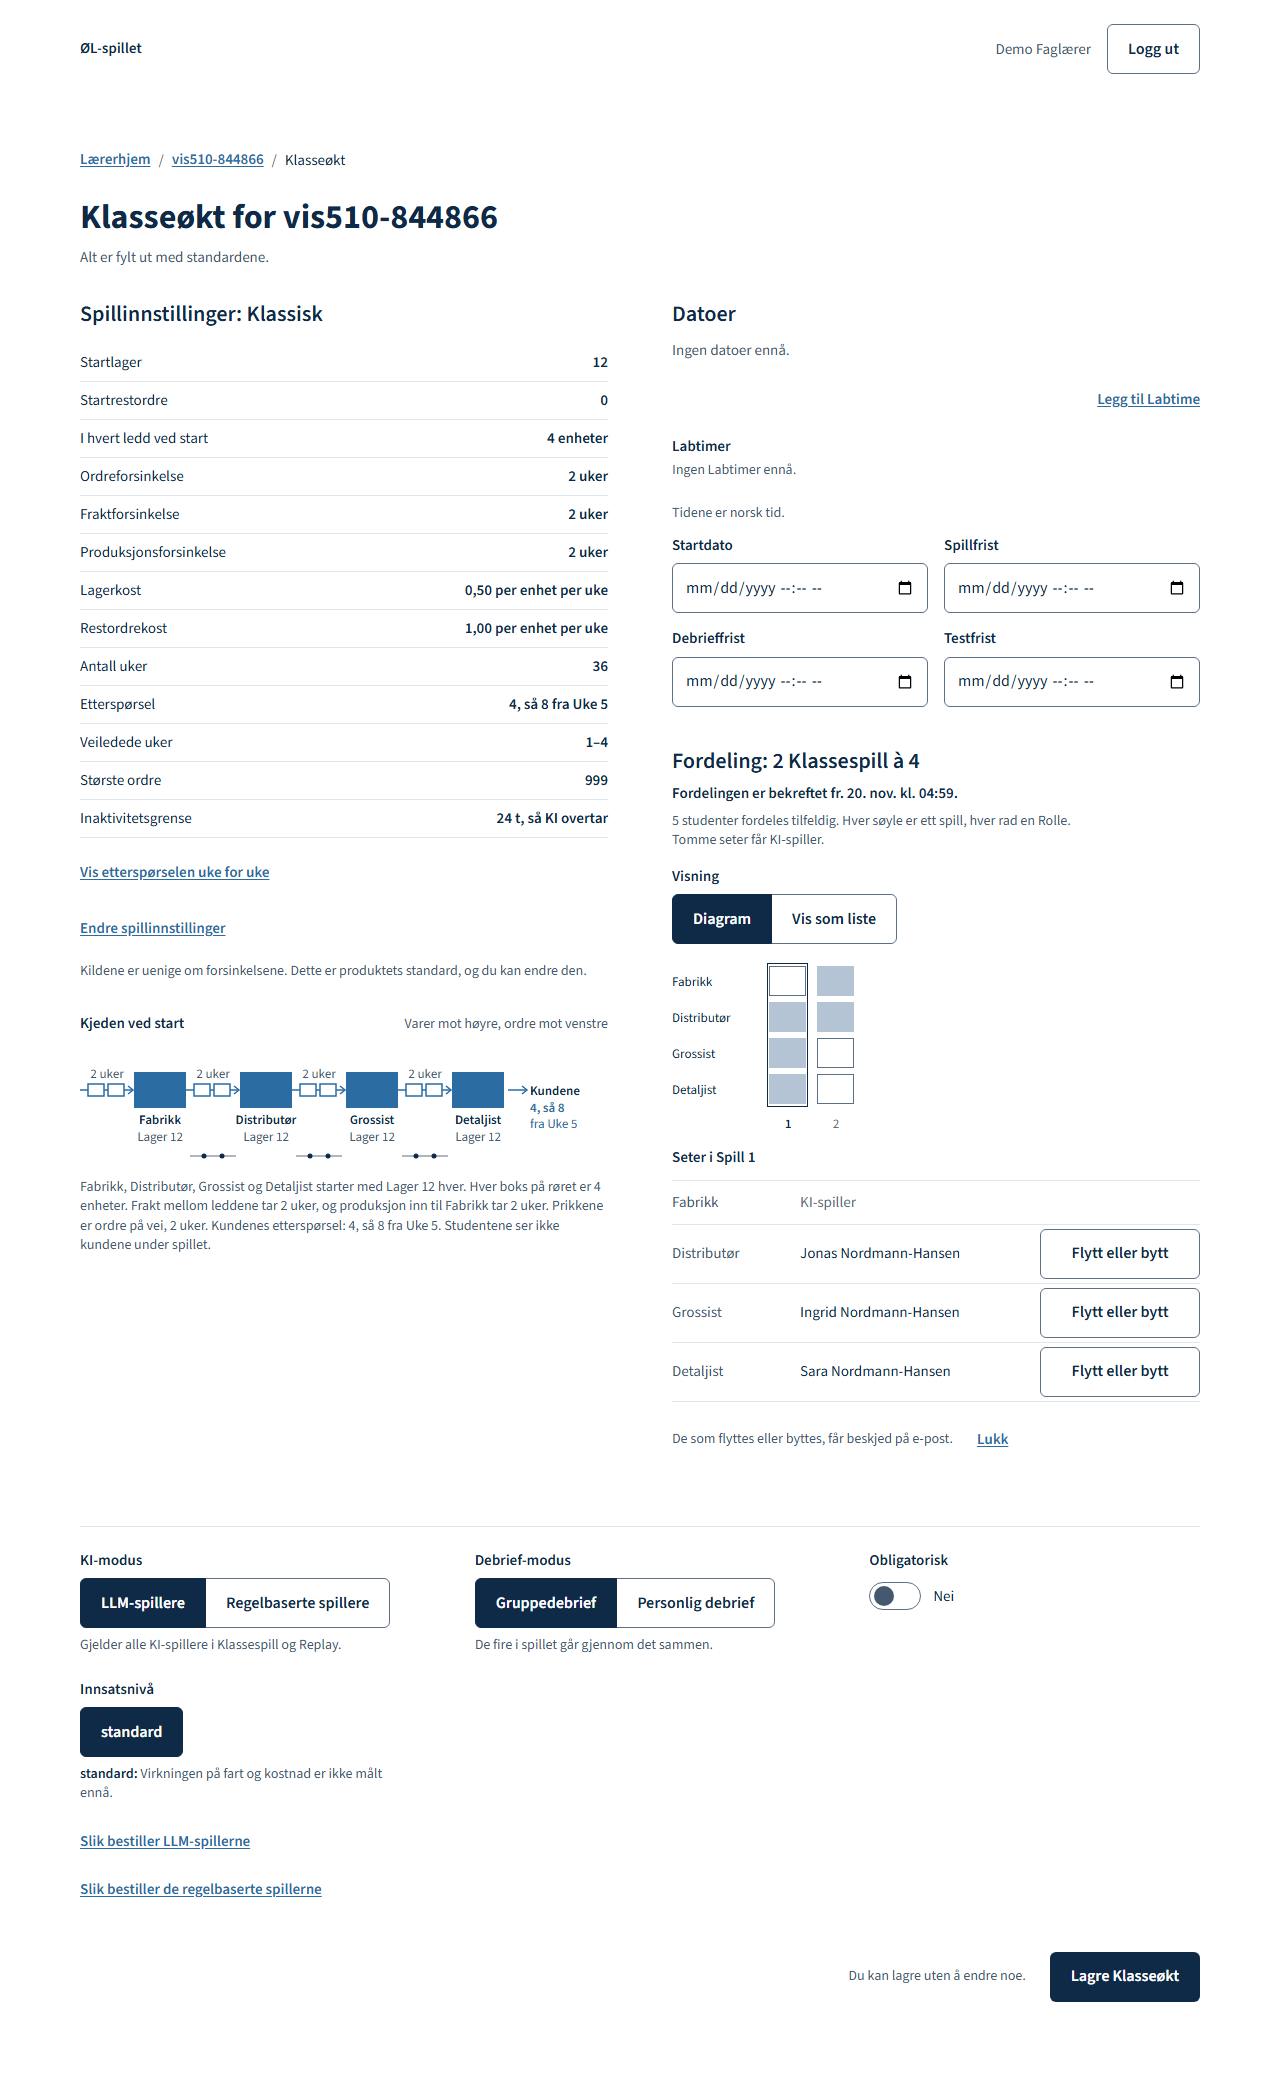 ØL-spillet
Demo Faglærer
Logg ut
Lærerhjem / vis510-844866 / Klasseøkt
Klasseøkt for vis510-844866
Alt er fylt ut med standardene.
Spillinnstillinger: Klassisk
Startlager 12
Startrestordre 0
I hvert ledd ved start 4 enheter
Ordreforsinkelse 2 uker
Fraktforsinkelse 2 uker
Produksjonsforsinkelse 2 uker
Lagerkost 0,50 per enhet per uke
Restordrekost 1,00 per enhet per uke
Antall uker 36
Etterspørsel 4, så 8 fra Uke 5
Veiledede uker 1–4
Største ordre 999
Inaktivitetsgrense 24 t, så KI overtar
Vis etterspørselen uke for uke
Endre spillinnstillinger
Kildene er uenige om forsinkelsene. Dette er produktets standard, og du kan endre den.
Kjeden ved start Varer mot høyre, ordre mot venstre
2 uker 2 uker 2 uker 2 uker
Kundene
4, så 8
fra Uke 5
Fabrikk Distributør Grossist Detaljist
Lager 12 Lager 12 Lager 12 Lager 12
Fabrikk, Distributør, Grossist og Detaljist starter med Lager 12 hver. Hver boks på røret er 4
enheter. Frakt mellom leddene tar 2 uker, og produksjon inn til Fabrikk tar 2 uker. Prikkene
er ordre på vei, 2 uker. Kundenes etterspørsel: 4, så 8 fra Uke 5. Studentene ser ikke
kundene under spillet.
Datoer
Ingen datoer ennå.
Legg til Labtime
Labtimer
Ingen Labtimer ennå.
Tidene er norsk tid.
Startdato Spillfrist
mm/dd/yyyy --:-- -- mm/dd/yyyy --:-- --
Debrieffrist Testfrist
mm/dd/yyyy --:-- -- mm/dd/yyyy --:-- --
Fordeling: 2 Klassespill à 4
Fordelingen er bekreftet fr. 20. nov. kl. 04:59.
5 studenter fordeles tilfeldig. Hver søyle er ett spill, hver rad en Rolle.
Tomme seter får KI-spiller.
Visning
Diagram Vis som liste
Fabrikk
Distributør
Grossist
Detaljist
1 2
Seter i Spill 1
Fabrikk KI-spiller
Distributør Jonas Nordmann-Hansen Flytt eller bytt
Grossist Ingrid Nordmann-Hansen Flytt eller bytt
Detaljist Sara Nordmann-Hansen Flytt eller bytt
De som flyttes eller byttes, får beskjed på e-post. Lukk
KI-modus
LLM-spillere Regelbaserte spillere
Gjelder alle KI-spillere i Klassespill og Replay.
Debrief-modus
Gruppedebrief Personlig debrief
De fire i spillet går gjennom det sammen.
Obligatorisk
Nei
Innsatsnivå
standard
standard: Virkningen på fart og kostnad er ikke målt
ennå.
Slik bestiller LLM-spillerne
Slik bestiller de regelbaserte spillerne
Du kan lagre uten å endre noe. Lagre Klasseøkt